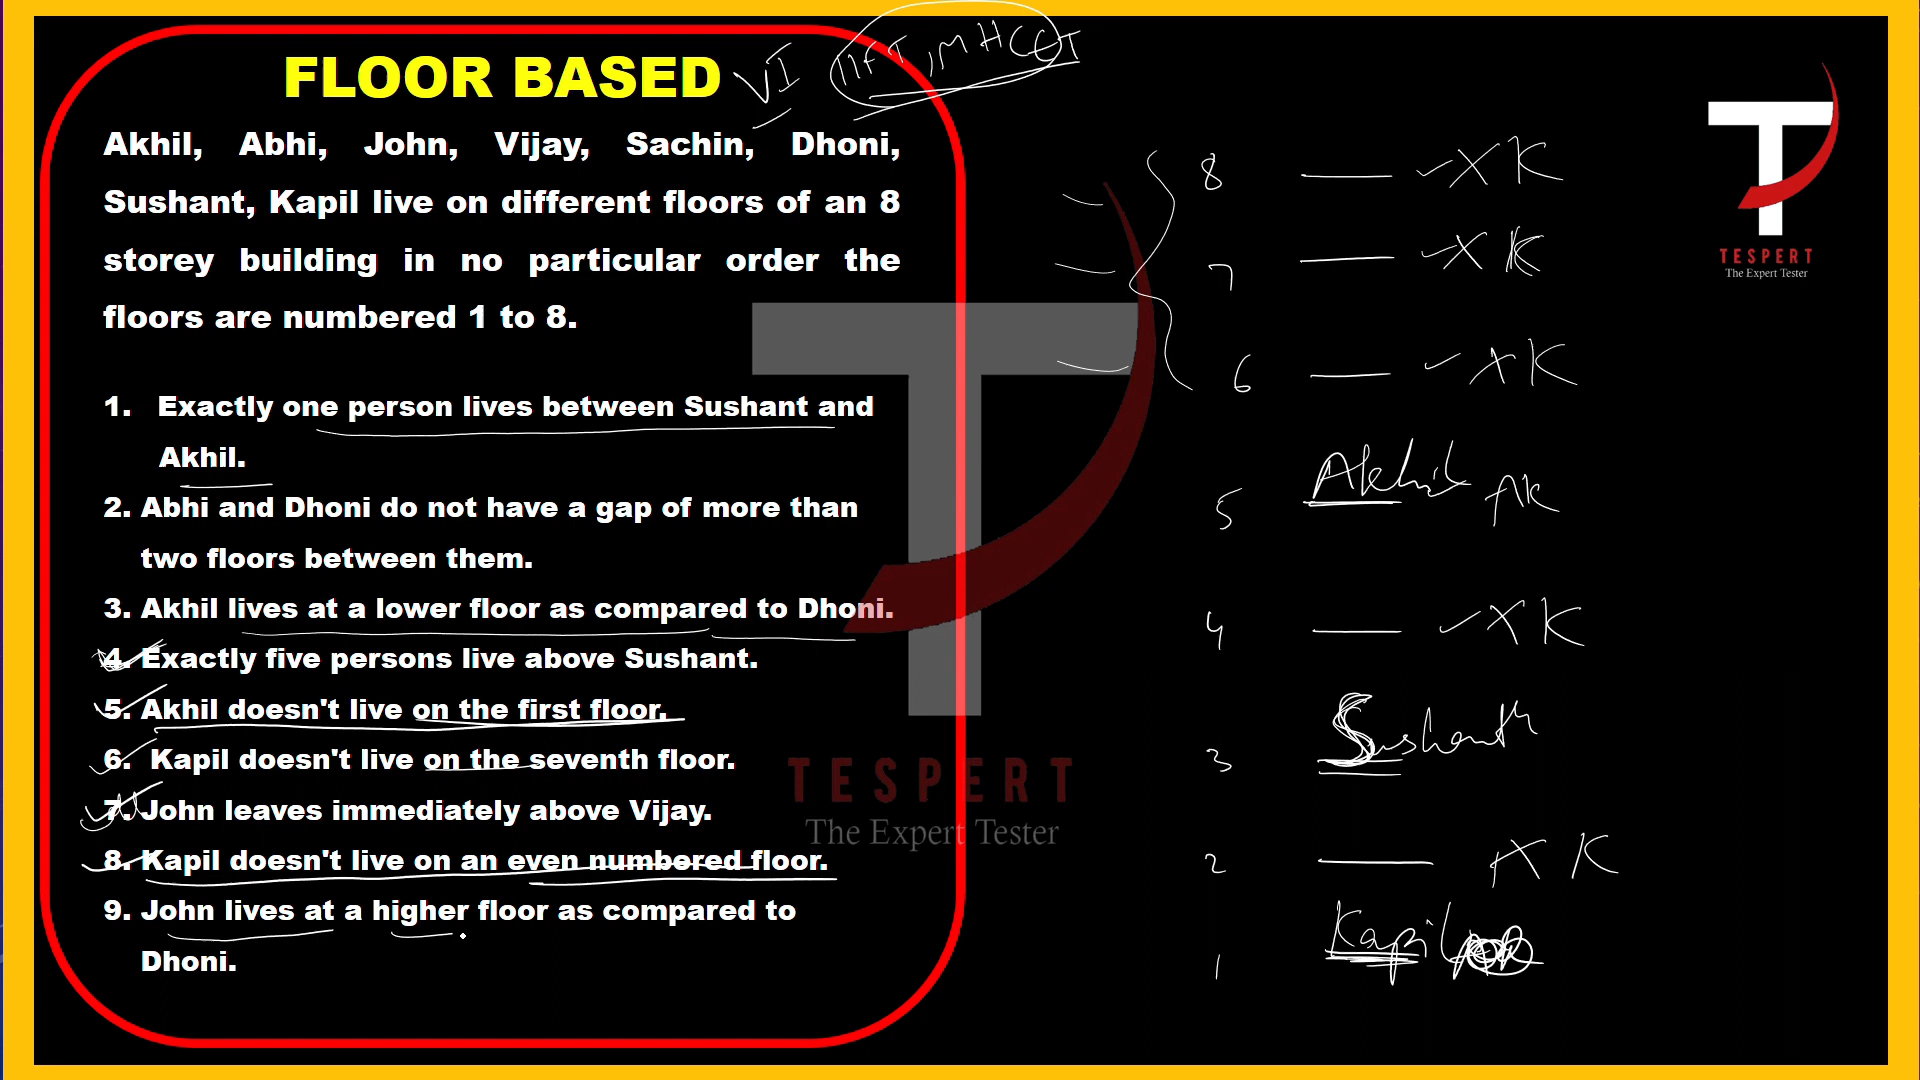 FLOOR BASED
VI IIFT, MHCET
Akhil, Abhi, John, Vijay, Sachin, Dhoni,
Sushant, Kapil live on different floors of an 8
storey building in no particular order the
floors are numbered 1 to 8.
1. Exactly one person lives between Sushant and
Akhil.
2. Abhi and Dhoni do not have a gap of more than
two floors between them.
3. Akhil lives at a lower floor as compared to Dhoni.
4. Exactly five persons live above Sushant.
5. Akhil doesn't live on the first floor.
6. Kapil doesn't live on the seventh floor.
7. John leaves immediately above Vijay.
8. Kapil doesn't live on an even numbered floor.
9. John lives at a higher floor as compared to
Dhoni.
8 K
7 K
6 K
5 Akhil AK
4 K
3 Sushanth
2 K
1 Kapil
TESPERT
The Expert Tester
TESPERT
The Expert Tester